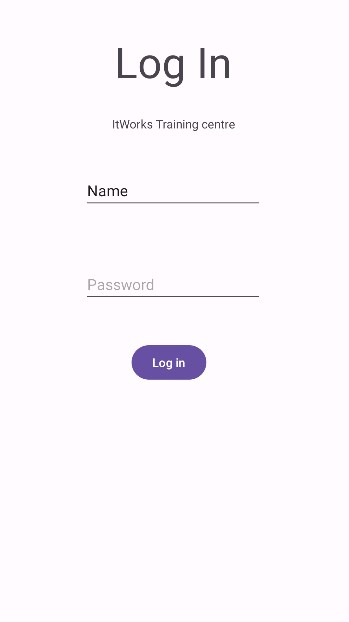 Log In
ItWorks Training centre
Name
Password
Log in